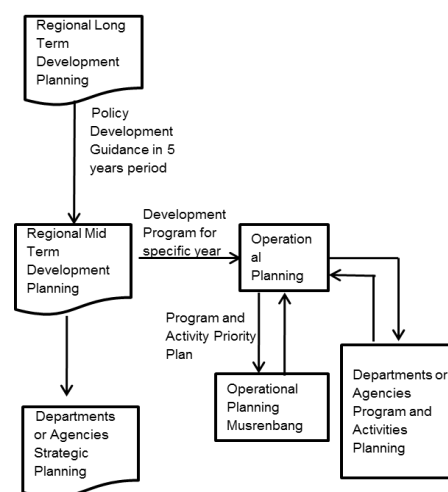 Regional Long
Term
Development
Planning
Policy
Development
Guidance in 5
years period
Regional Mid
Term
Development
Planning
Development
Program for
specific year
Operation
al
Planning
Program and
Activity Priority
Plan
Departments
or Agencies
Strategic
Planning
Operational
Planning
Musrenbang
Departments or
Agencies
Program and
Activities
Planning